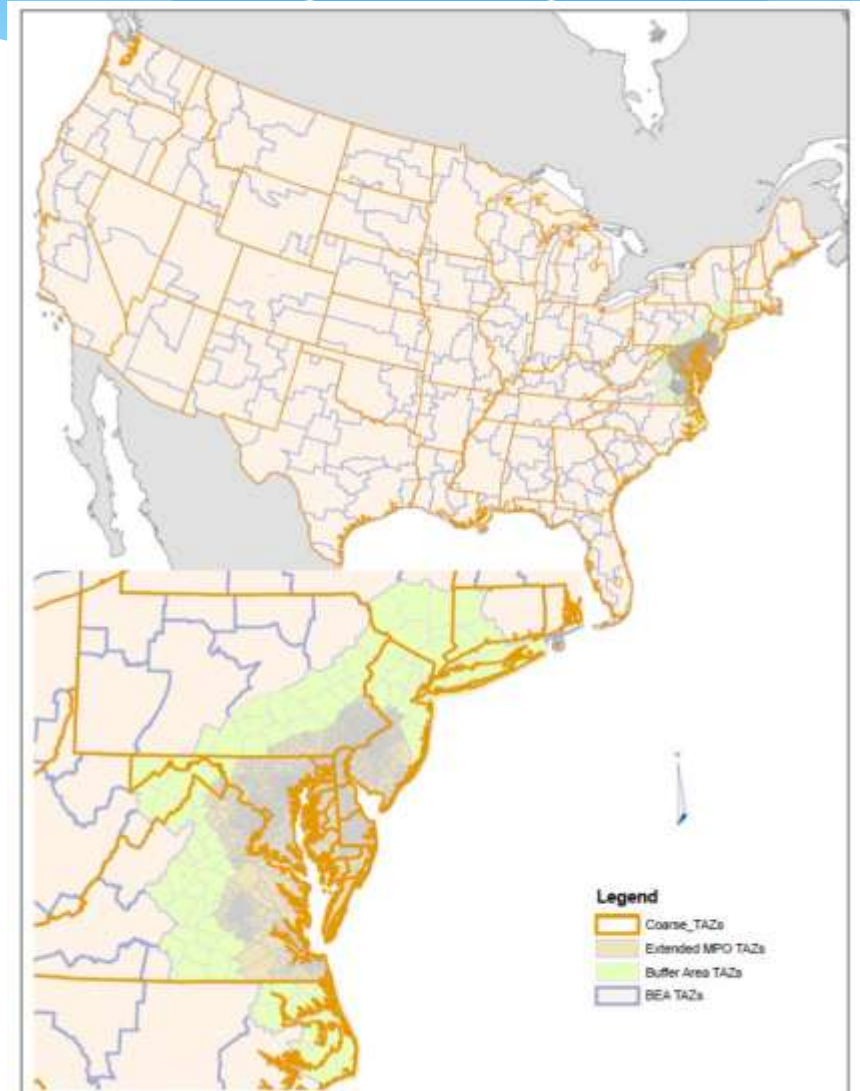 Legend
Coarse_TAZs
Extended MPO TAZs
Buffer Area TAZs
BEA TAZs